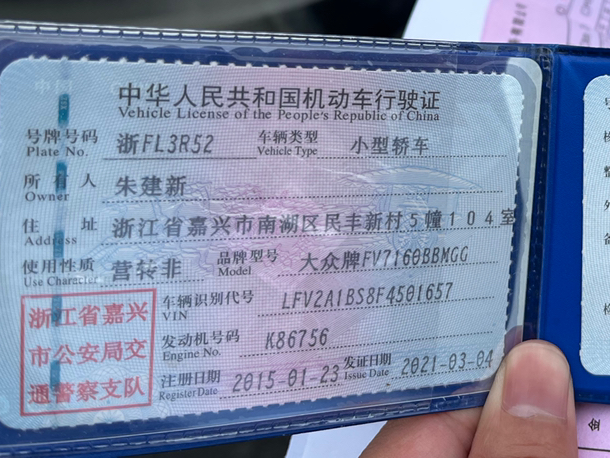 中华人民共和国机动车行驶证
Vehicle License of the People's Republic of China
号牌号码 浙FL3R52 车辆类型 小型轿车
Plate No. Vehicle Type
所有人 朱建新
Owner
住址 浙江省嘉兴市南湖区民丰新村5幢104室
Address
使用性质 营转非 品牌型号 大众牌FV7160BBMGG
Use Character Model
浙江省嘉兴
市公安局交
通警察支队
车辆识别代号 LFV2A1BS8F4501657
VIN
发动机号码 K86756
Engine No.
注册日期 2015-01-23 发证日期 2021-03-04
Register Date Issue Date
金